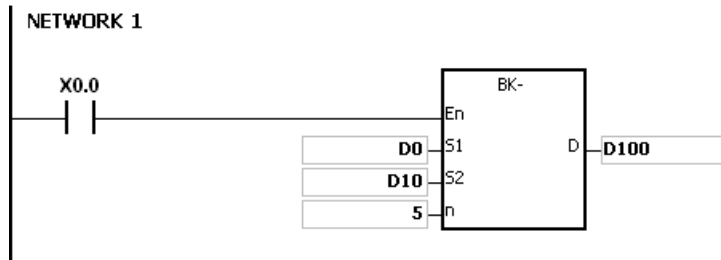 NETWORK 1
X0.0
BK-
En
D0 S1 D D100
D10 S2
5 n